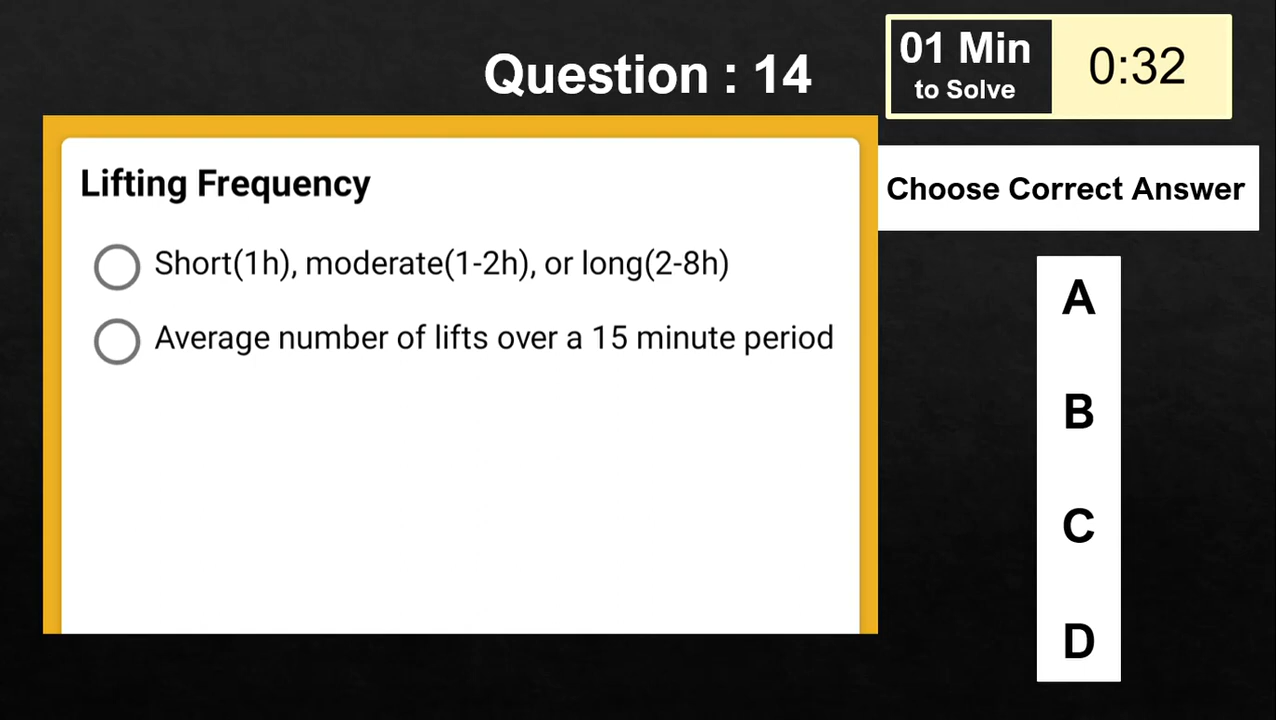 Question : 14
01 Min
to Solve
0:32
Lifting Frequency
Short(1h), moderate(1-2h), or long(2-8h)
Average number of lifts over a 15 minute period
Choose Correct Answer
A
B
C
D